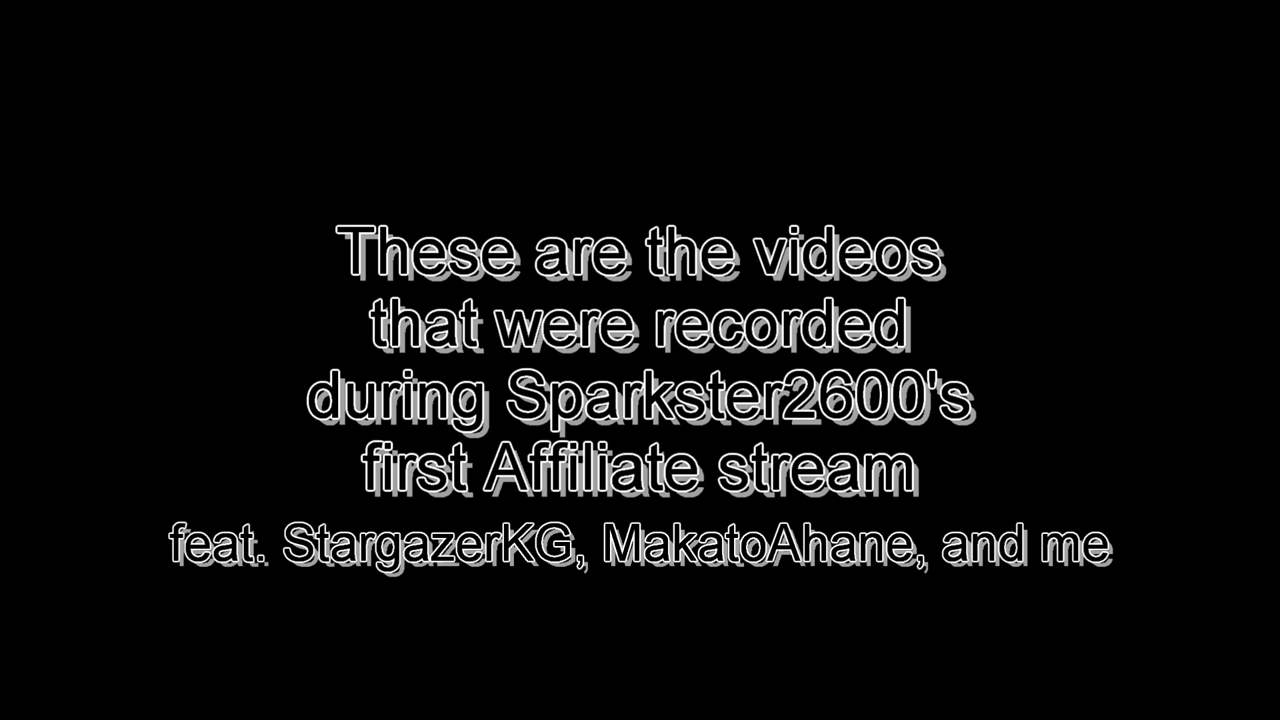 These are the videos
that were recorded
during Sparkster2600's
first Affiliate stream
feat. StargazerKG, MakatoAhane, and me